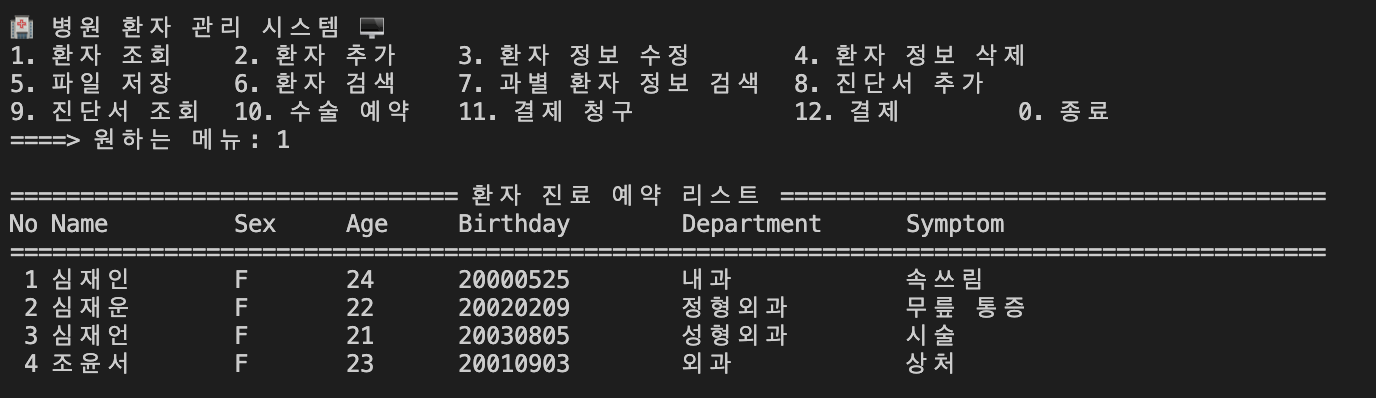 🏥 병원 환자 관리 시스템 🖥️
1. 환자 조회 2. 환자 추가 3. 환자 정보 수정 4. 환자 정보 삭제
5. 파일 저장 6. 환자 검색 7. 과별 환자 정보 검색 8. 진단서 추가
9. 진단서 조회 10. 수술 예약 11. 결제 청구 12. 결제 0. 종료
====> 원하는 메뉴: 1
================================ 환자 진료 예약 리스트 =======================================
No Name Sex Age Birthday Department Symptom
==============================================================================================
1 심재인 F 24 20000525 내과 속쓰림
2 심재운 F 22 20020209 정형외과 무릎 통증
3 심재언 F 21 20030805 성형외과 시술
4 조윤서 F 23 20010903 외과 상처